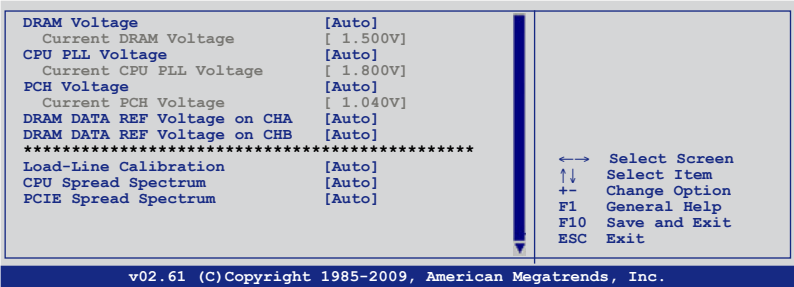 DRAM Voltage [Auto]
Current DRAM Voltage [ 1.500V]
CPU PLL Voltage [Auto]
Current CPU PLL Voltage [ 1.800V]
PCH Voltage [Auto]
Current PCH Voltage [ 1.040V]
DRAM DATA REF Voltage on CHA [Auto]
DRAM DATA REF Voltage on CHB [Auto]
***********************************************
Load-Line Calibration [Auto]
CPU Spread Spectrum [Auto]
PCIE Spread Spectrum [Auto]
←→ Select Screen
↑↓ Select Item
+- Change Option
F1 General Help
F10 Save and Exit
ESC Exit
v02.61 (C)Copyright 1985-2009, American Megatrends, Inc.